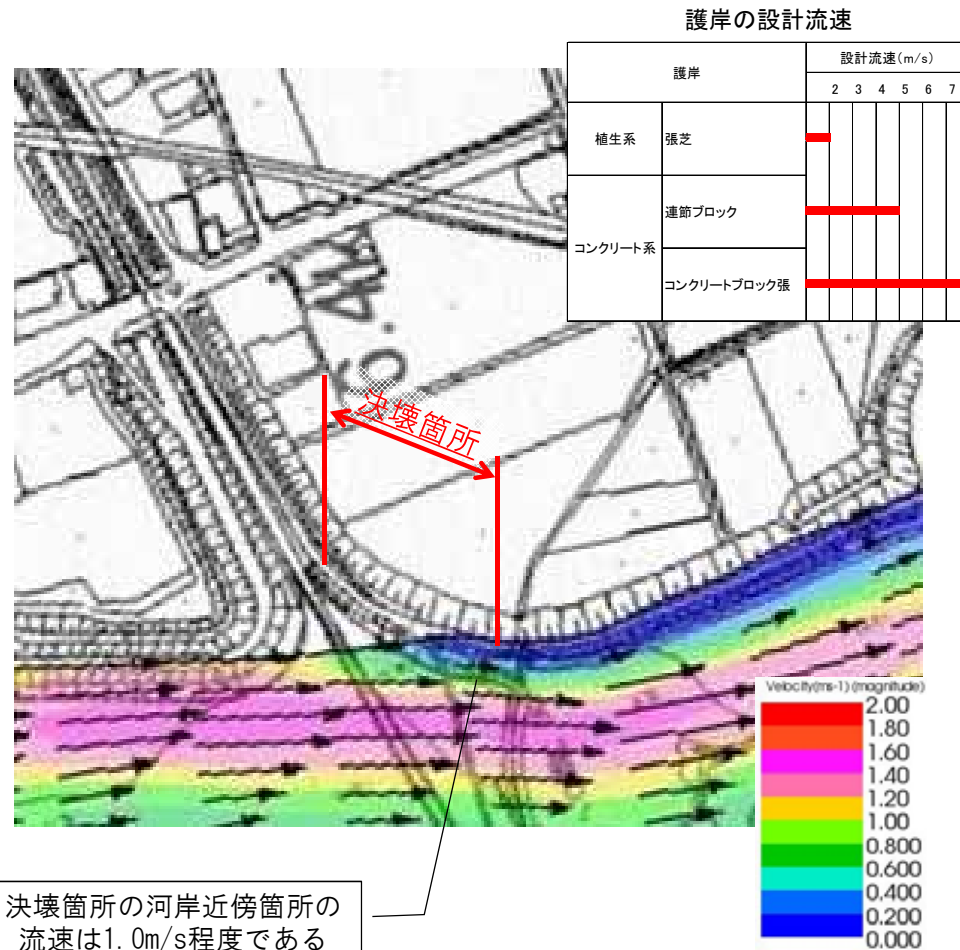 護岸の設計流速
護岸
設計流速(m/s)
2 3 4 5 6 7
植生系
張芝
コンクリート系
連節ブロック
コンクリートブロック張
決壊箇所
Velocity(ms-1)(magnitude)
2.00
1.80
1.60
1.40
1.20
1.00
0.800
0.600
0.400
0.200
0.000
決壊箇所の河岸近傍箇所の
流速は1.0m/s程度である